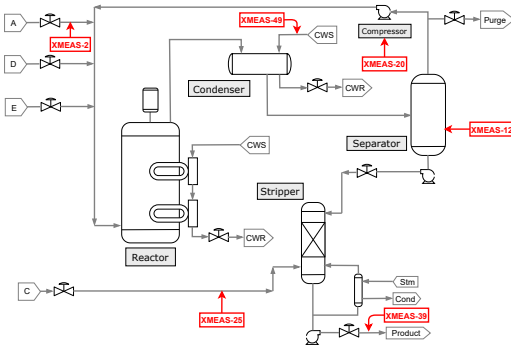 A
XMEAS-2
D
E
XMEAS-49
CWS
Condenser
CWR
Compressor
XMEAS-20
Purge
XMEAS-12
Separator
CWS
Stripper
CWR
Reactor
C
XMEAS-25
Stm
Cond
XMEAS-39
Product